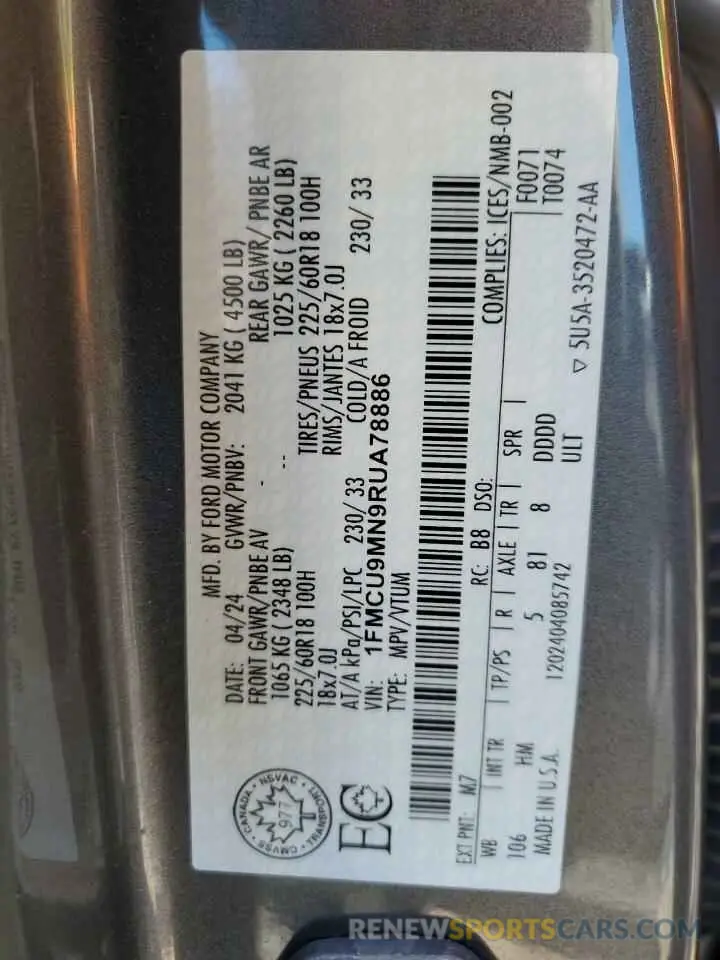 MFD. BY FORD MOTOR COMPANY
DATE: 04/24 GVWR/PNBV: 2041 KG ( 4500 LB)
FRONT GAWR/PNBE AV REAR GAWR/ PNBE AR
1065 KG ( 2348 LB) - 1025 KG ( 2260 LB)
225/60R18 100H -- TIRES/PNEUS 225/60R18 100H
18x7.0J RIMS/JANTES 18x7.0J
AT/A kPa/PSI/LPC 230/ 33 COLD/A FROID 230/ 33
VIN: 1FMCU9MN9RUA78886
TYPE: MPV/VTUM
CANADA NSVAC TRANSPORT CMVSS
977
EC
EXT PNT: M7 RC: B8 DSO: COMPLIES: ICES/NMB-002
WB INT TR TP/PS R AXLE TR SPR F0071
106 HM 5 81 8 DDDD T0074
MADE IN U.S.A. ULT
1202404085742 5U5A-3520472-AA
RENEWSPORTSCARS.COM